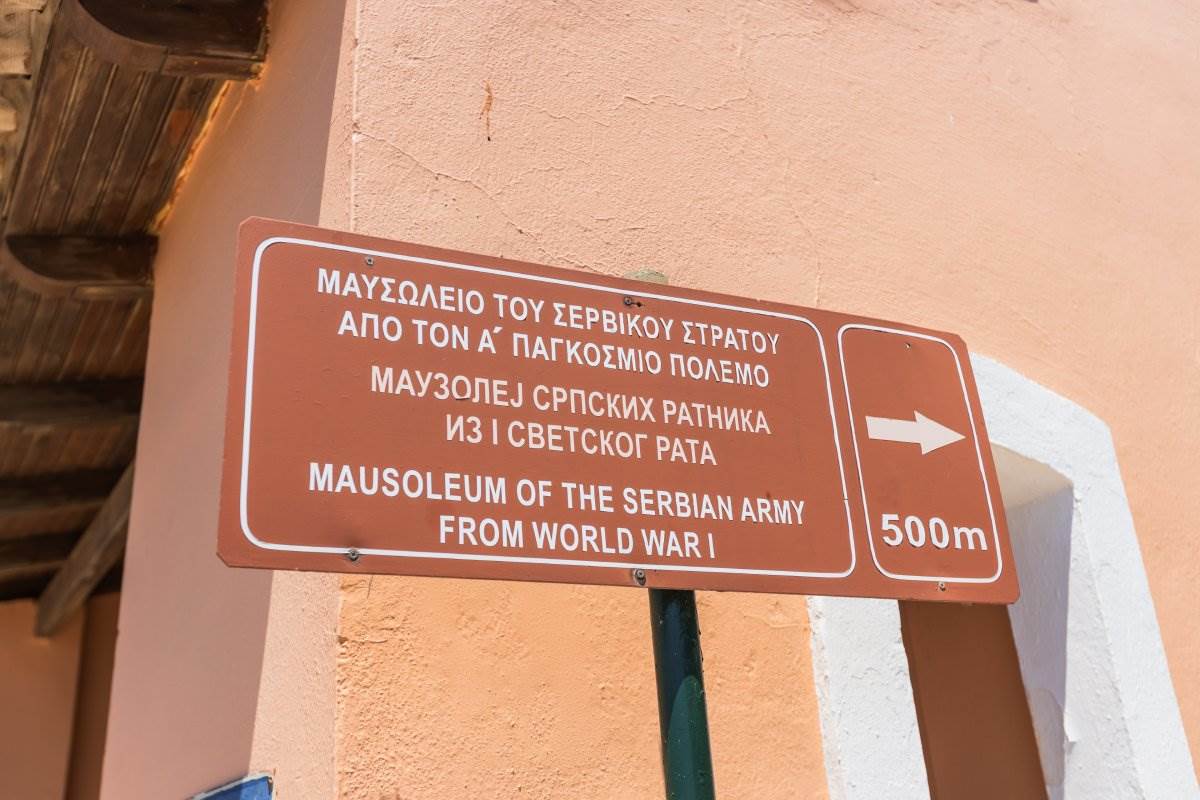 ΜΑΥΣΩΛΕΙΟ ΤΟΥ ΣΕΡΒΙΚΟΥ ΣΤΡΑΤΟΥ
ΑΠΟ ΤΟΝ Α΄ ΠΑΓΚΟΣΜΙΟ ΠΟΛΕΜΟ
МАУЗОЛЕЈ СРПСКИХ РАТНИКА
ИЗ I СВЕТСКОГ РАТА
MAUSOLEUM OF THE SERBIAN ARMY
FROM WORLD WAR I
500m